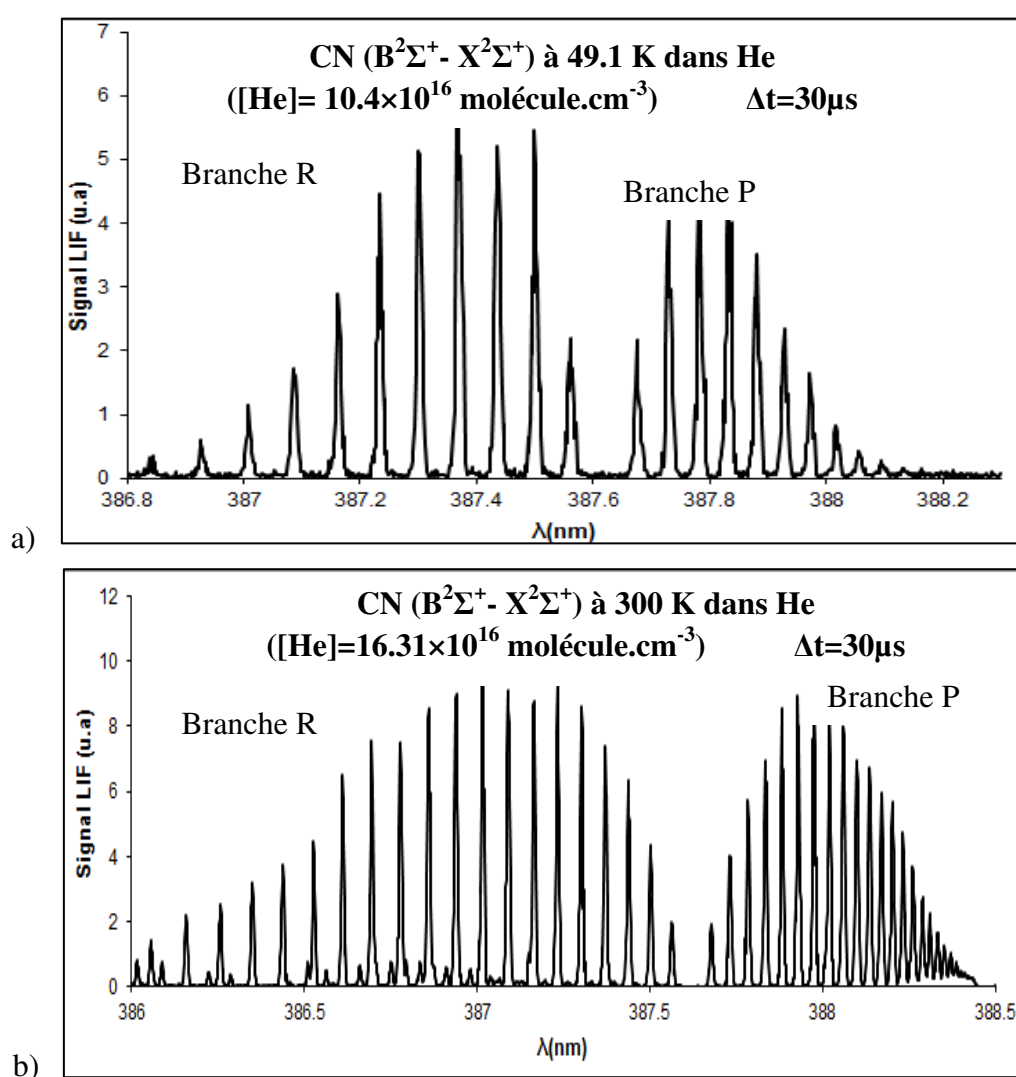 CN (B²Σ⁺- X²Σ⁺) à 49.1 K dans He
([He]= 10.4×10¹⁶ molécule.cm⁻³) Δt=30µs
Branche R
Branche P
Signal LIF (u.a)
7
6
5
4
3
2
1
0
386.8 387 387.2 387.4 387.6 387.8 388 388.2
λ(nm)
a)
CN (B²Σ⁺- X²Σ⁺) à 300 K dans He
([He]=16.31×10¹⁶ molécule.cm⁻³) Δt=30µs
Branche R
Branche P
Signal LIF (u.a)
12
10
8
6
4
2
0
386 386.5 387 387.5 388 388.5
λ(nm)
b)